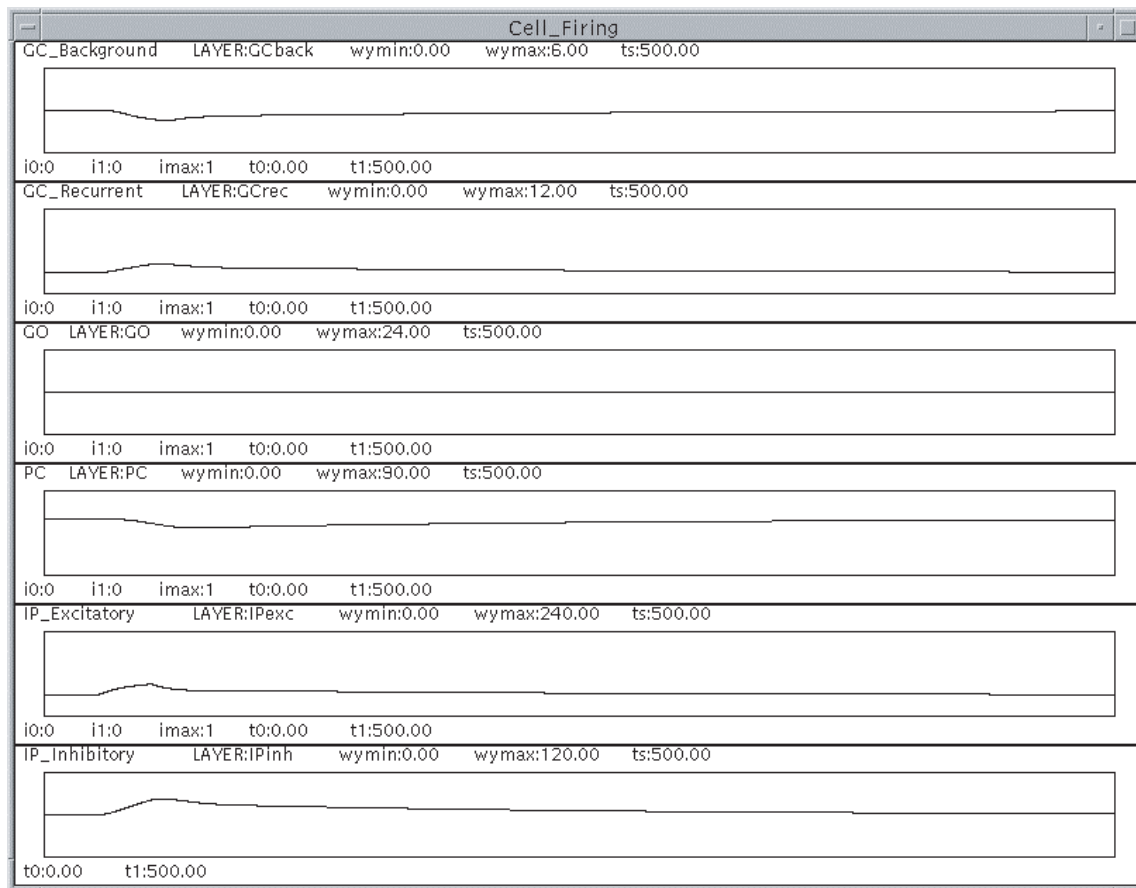 Cell_Firing
GC_Background LAYER:GCback wymin:0.00 wymax:6.00 ts:500.00
i0:0 i1:0 imax:1 t0:0.00 t1:500.00
GC_Recurrent LAYER:GCrec wymin:0.00 wymax:12.00 ts:500.00
i0:0 i1:0 imax:1 t0:0.00 t1:500.00
GO LAYER:GO wymin:0.00 wymax:24.00 ts:500.00
i0:0 i1:0 imax:1 t0:0.00 t1:500.00
PC LAYER:PC wymin:0.00 wymax:90.00 ts:500.00
i0:0 i1:0 imax:1 t0:0.00 t1:500.00
IP_Excitatory LAYER:IPexc wymin:0.00 wymax:240.00 ts:500.00
i0:0 i1:0 imax:1 t0:0.00 t1:500.00
IP_Inhibitory LAYER:IPinh wymin:0.00 wymax:120.00 ts:500.00
t0:0.00 t1:500.00